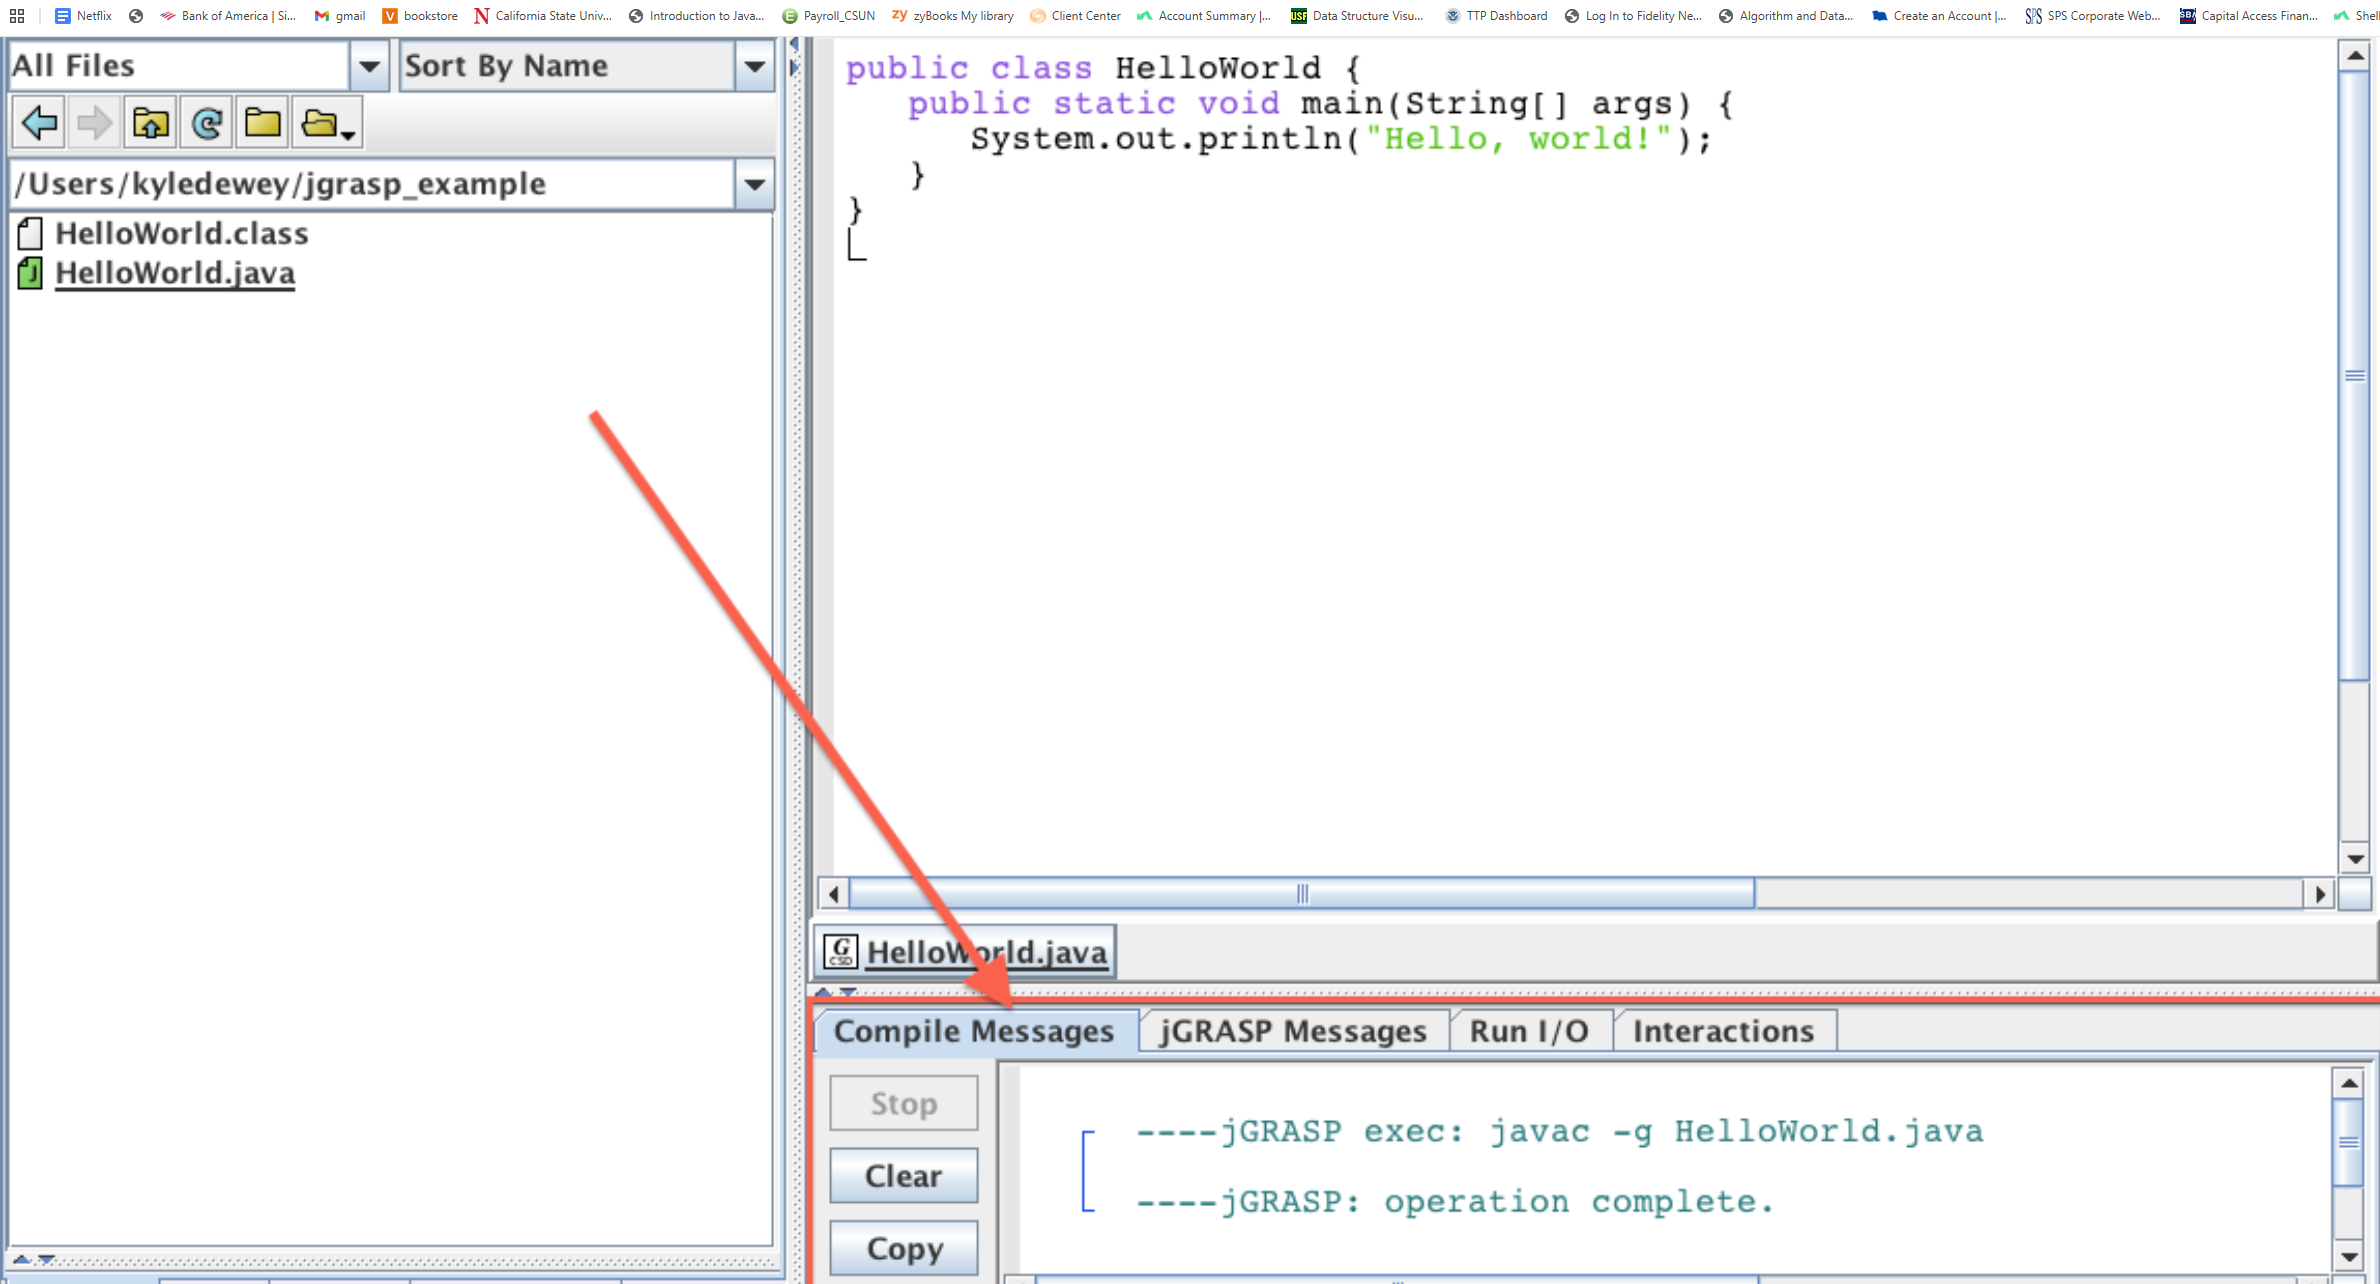 Netflix Bank of America | Si... gmail bookstore California State Univ... Introduction to Java... Payroll_CSUN zyBooks My library Client Center Account Summary |... Data Structure Visu... TTP Dashboard Log In to Fidelity Ne... Algorithm and Data... Create an Account |... SPS Corporate Web... Capital Access Finan... Shell
All Files Sort By Name
/Users/kyledewey/jgrasp_example
HelloWorld.class
HelloWorld.java
public class HelloWorld {
public static void main(String[] args) {
System.out.println("Hello, world!");
}
}
HelloWorld.java
Compile Messages jGRASP Messages Run I/O Interactions
Stop
Clear
Copy
----jGRASP exec: javac -g HelloWorld.java
----jGRASP: operation complete.